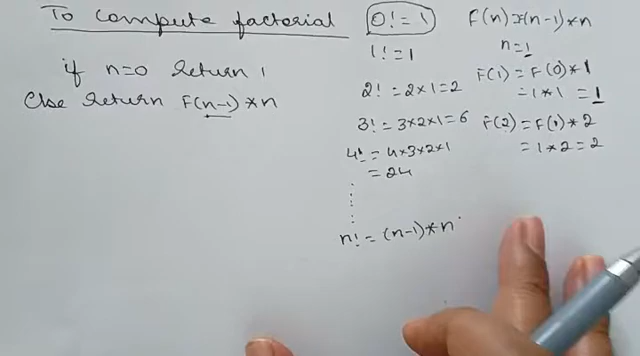 To compute factorial
if n=0 return 1
Else return F(n-1)*n
0! = 1
1! = 1
2! = 2×1=2
3! = 3×2×1=6
4! = 4×3×2×1
= 24
n! = (n-1)*n
F(n)=(n-1)*n
n=1
F(1) = F(0)*1
= 1*1 = 1
F(2) = F(1)*2
= 1*2 = 2